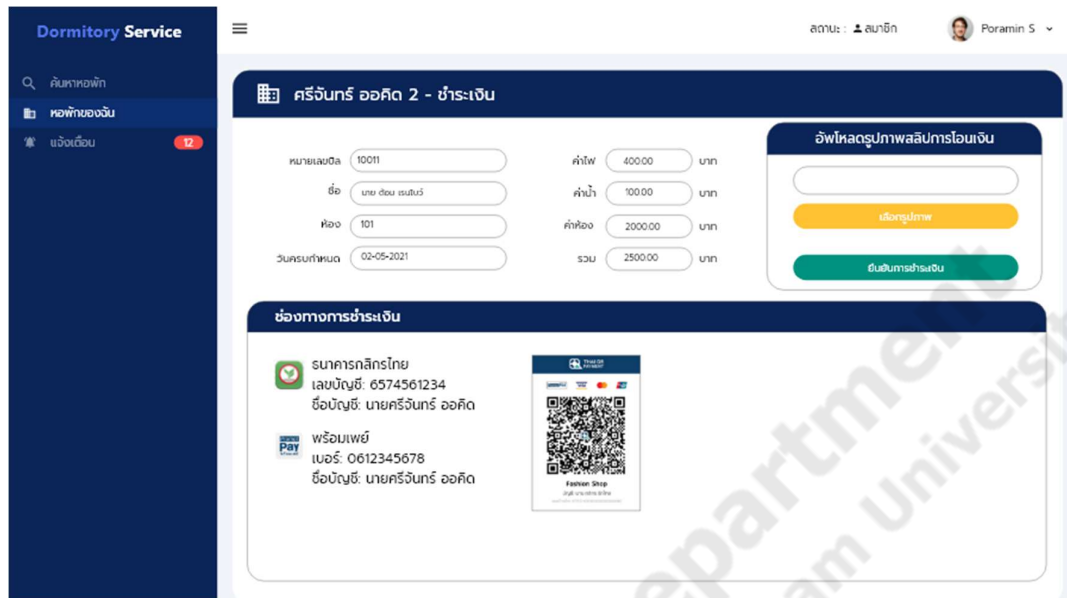 Dormitory Service
สถานะ : สมาชิก
Poramin S
ค้นหาหอพัก
หอพักของฉัน
แจ้งเตือน 12
ศรีจันทร์ ออคิด 2 - ชำระเงิน
อัพโหลดรูปภาพสลิปการโอนเงิน
หมายเลขบิล 10011
ค่าไฟ 400.00 บาท
ชื่อ นาย ต้อม เรนโบว์
ค่าน้ำ 100.00 บาท
เลือกรูปภาพ
ห้อง 101
ค่าห้อง 2000.00 บาท
วันครบกำหนด 02-05-2021
รวม 2500.00 บาท
ยืนยันการชำระเงิน
ช่องทางการชำระเงิน
ธนาคารกสิกรไทย
เลขบัญชี: 6574561234
ชื่อบัญชี: นายศรีจันทร์ ออคิด
พร้อมเพย์
เบอร์: 0612345678
ชื่อบัญชี: นายศรีจันทร์ ออคิด
Pay
THAI QR
PAYMENT
Fashion Shop